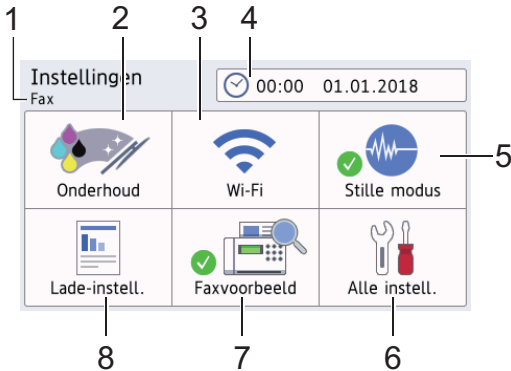 1 2 3 4
Instellingen
Fax
00:00 01.01.2018
Onderhoud Wi-Fi Stille modus 5
Lade-instell. Faxvoorbeeld Alle instell.
8 7 6